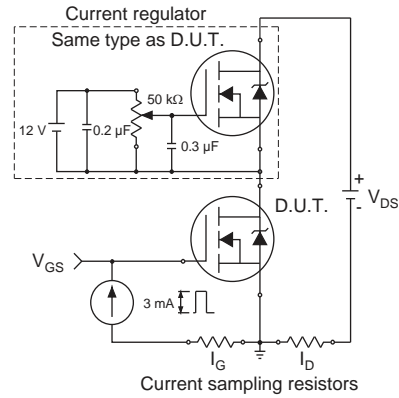 Current regulator
Same type as D.U.T.
50 kΩ
12 V
0.2 µF
0.3 µF
+
V_DS
-
D.U.T.
V_GS
3 mA
I_G
I_D
Current sampling resistors